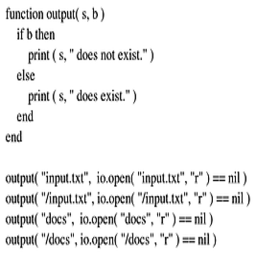 function output( s, b )
if b then
print ( s, " does not exist." )
else
print ( s, " does exist." )
end
end
output( "input.txt", io.open( "input.txt", "r" ) == nil )
output( "/input.txt", io.open( "/input.txt", "r" ) == nil )
output( "docs", io.open( "docs", "r" ) == nil )
output( "/docs", io.open( "/docs", "r" ) == nil )